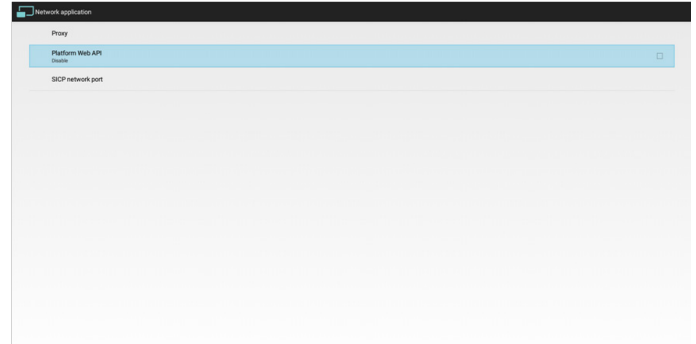 Network application
Proxy
Platform Web API
Disable
SICP network port